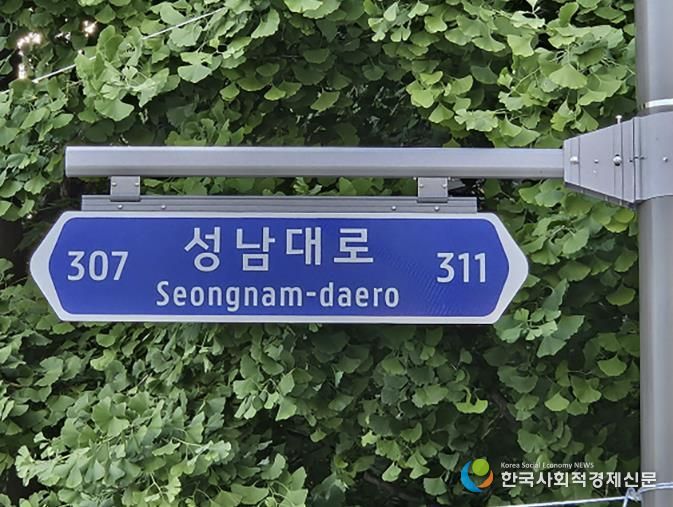 307 성남대로 311
Seongnam-daero
Korea Social Economy NEWS
한국사회적경제신문